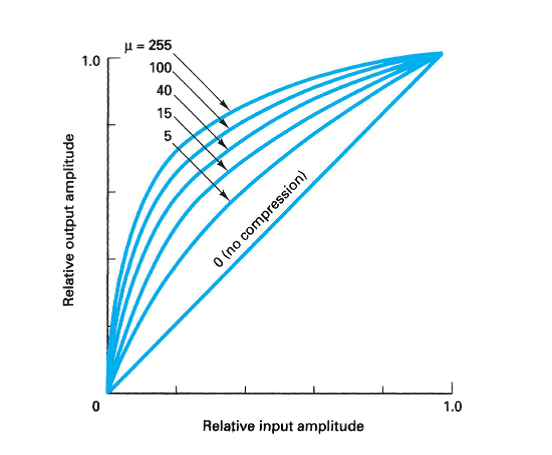 μ = 255
1.0
100
40
15
5
Relative output amplitude
0 (no compression)
0
1.0
Relative input amplitude